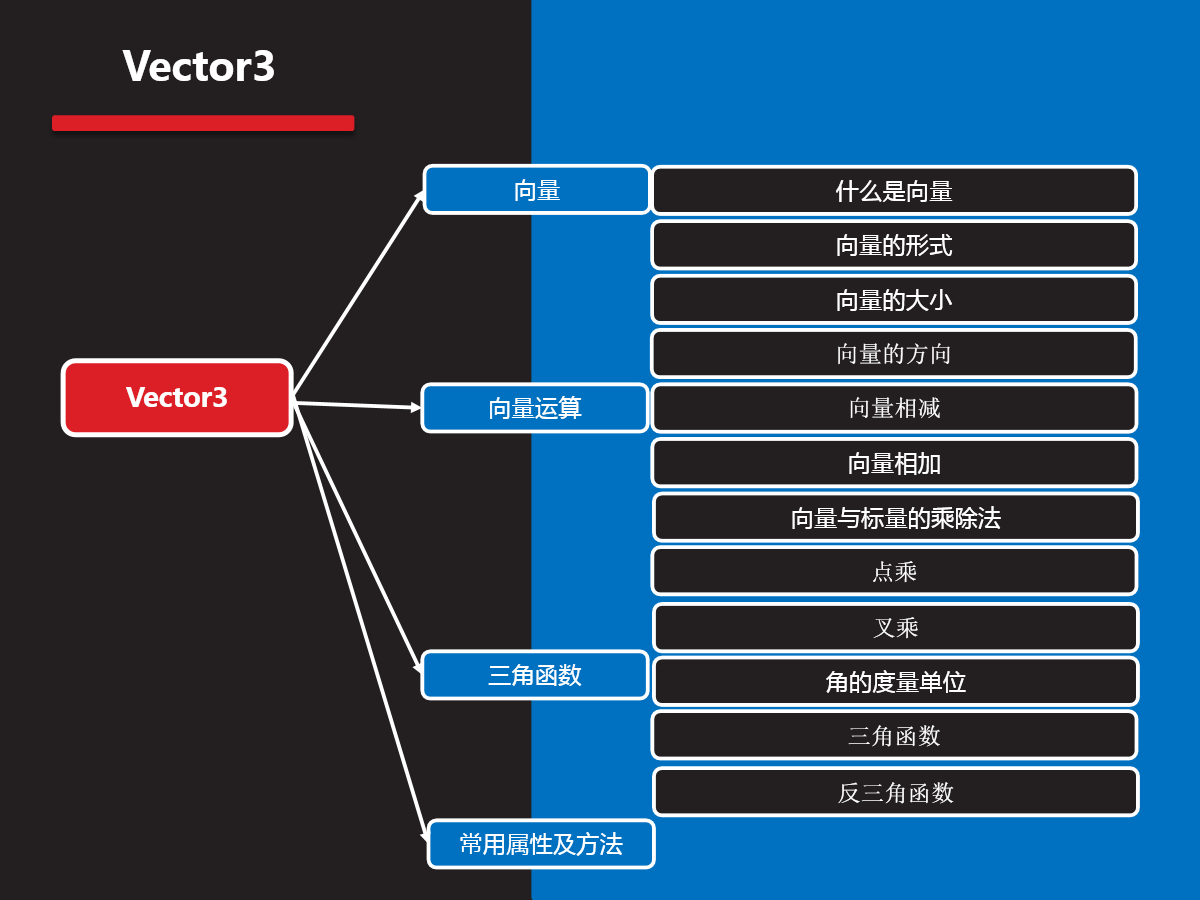 Vector3
向量
什么是向量
向量的形式
向量的大小
向量的方向
Vector3
向量运算
向量相减
向量相加
向量与标量的乘除法
点乘
叉乘
三角函数
角的度量单位
三角函数
反三角函数
常用属性及方法